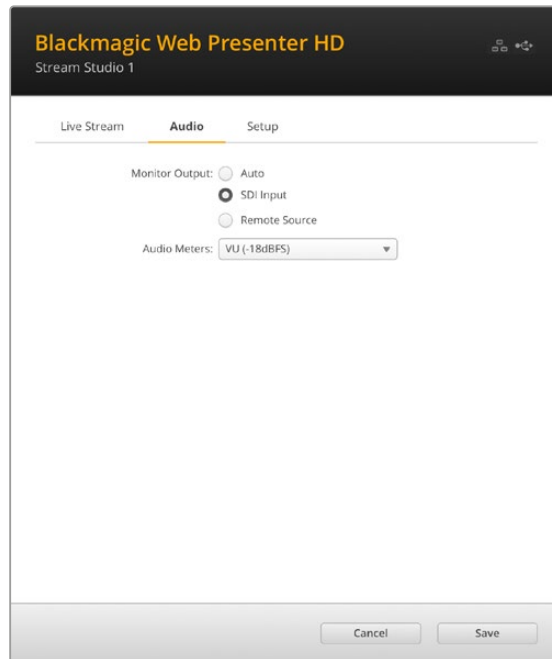 Blackmagic Web Presenter HD
Stream Studio 1
Live Stream Audio Setup
Monitor Output: Auto
SDI Input
Remote Source
Audio Meters: VU (-18dBFS)
Cancel Save